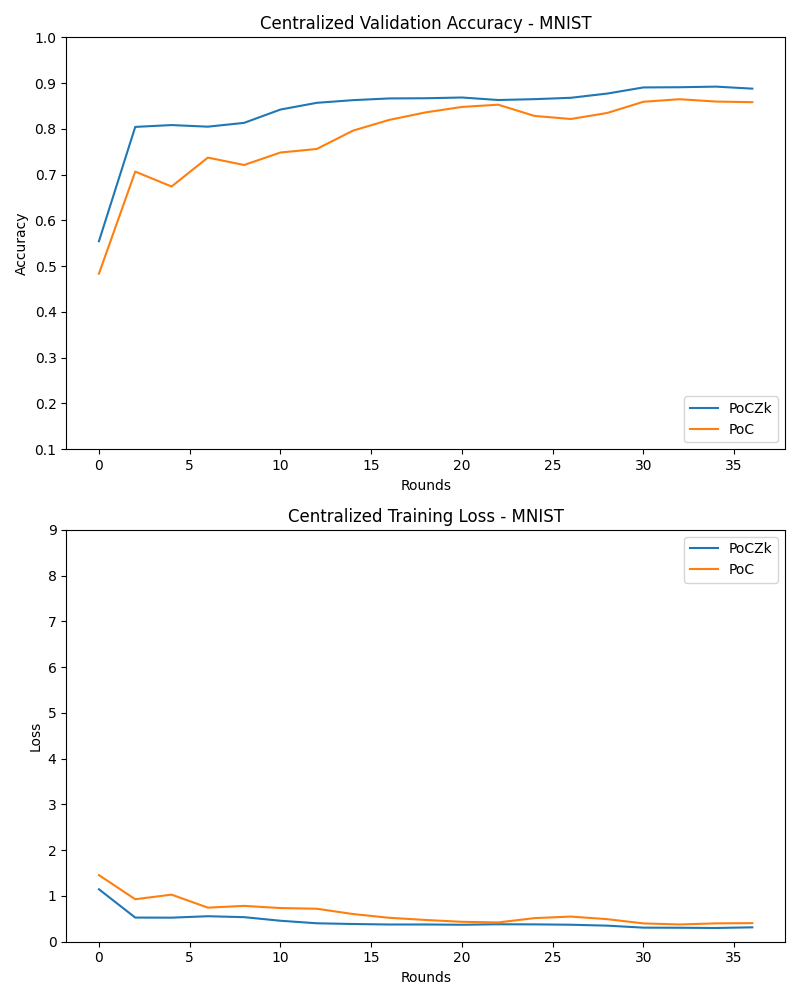 Centralized Validation Accuracy - MNIST
1.0
0.9
0.8
0.7
0.6
0.5
0.4
0.3
0.2
0.1
Accuracy
PoCZk
PoC
0 5 10 15 20 25 30 35
Rounds
Centralized Training Loss - MNIST
9
8
7
6
5
4
3
2
1
0
Loss
PoCZk
PoC
0 5 10 15 20 25 30 35
Rounds